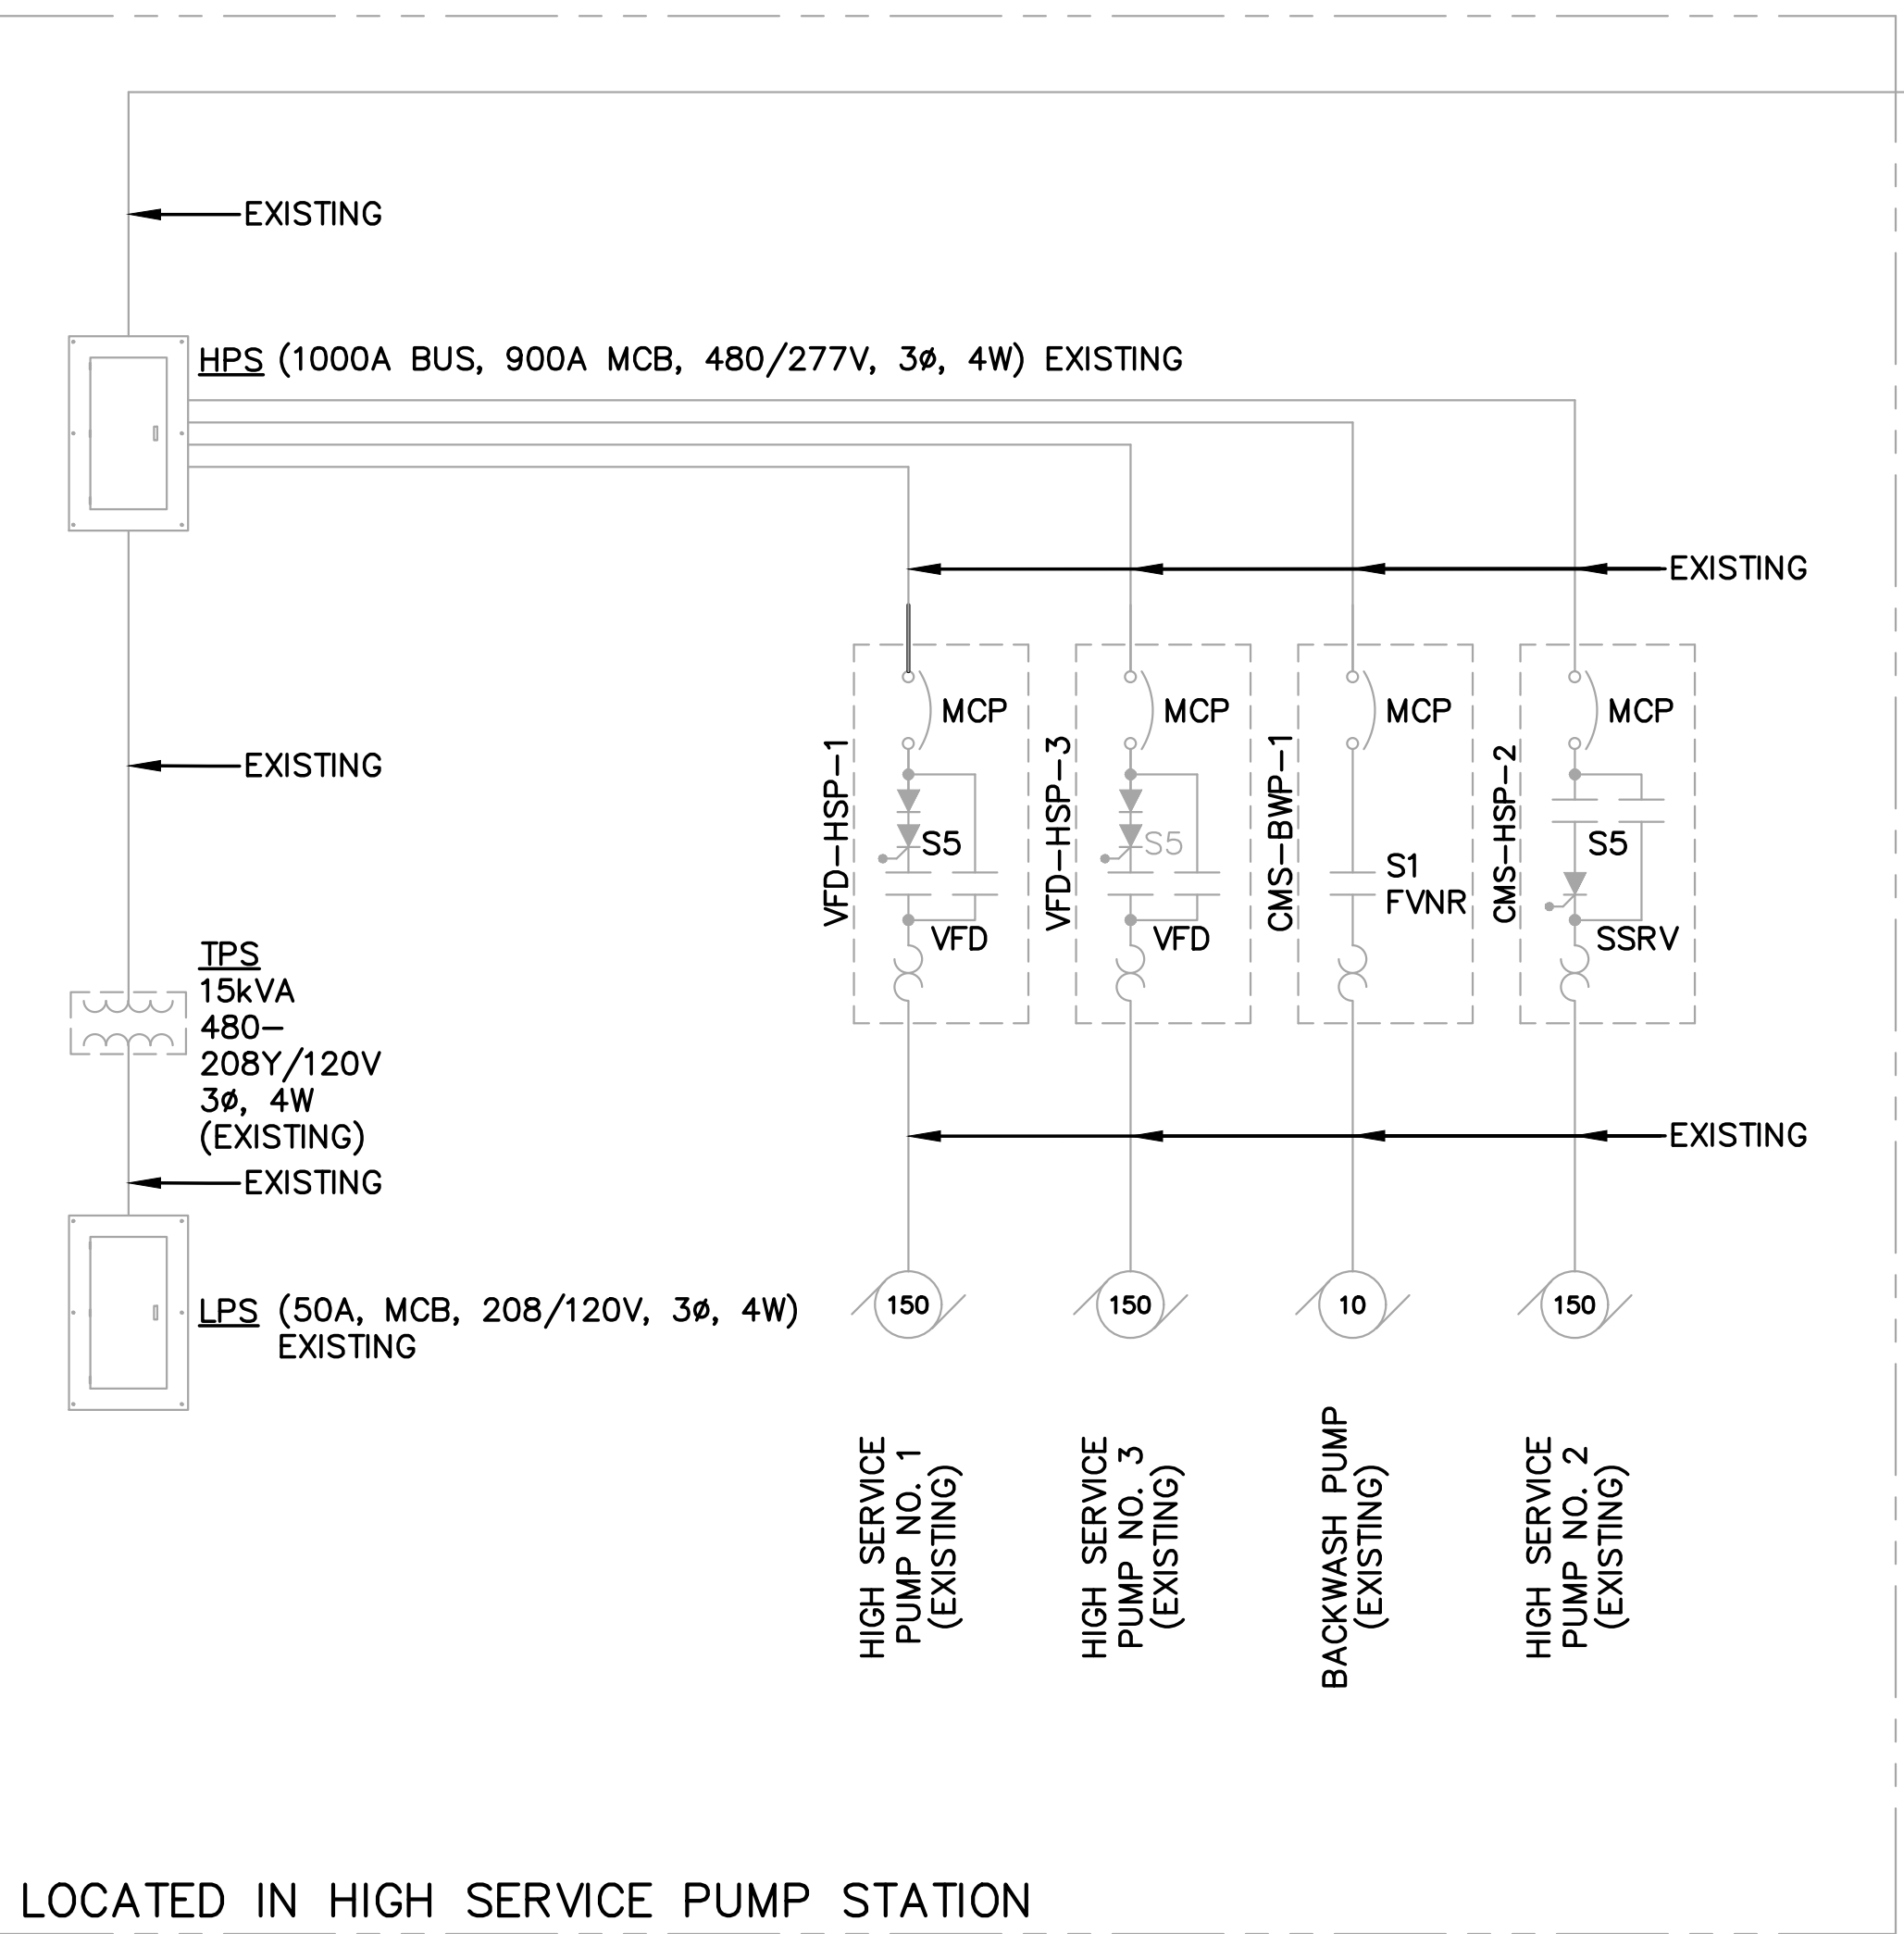 EXISTING
HPS (1000A BUS, 900A MCB, 480/277V, 3ø, 4W) EXISTING
EXISTING
VFD-HSP-1
MCP
S5
VFD
VFD-HSP-3
MCP
S5
VFD
CMS-BWP-1
MCP
S1
FVNR
CMS-HSP-2
MCP
S5
SSRV
EXISTING
TPS
15kVA
480-
208Y/120V
3ø, 4W
(EXISTING)
EXISTING
EXISTING
LPS (50A, MCB, 208/120V, 3ø, 4W)
EXISTING
150
150
10
150
HIGH SERVICE
PUMP NO. 1
(EXISTING)
HIGH SERVICE
PUMP NO. 3
(EXISTING)
BACKWASH PUMP
(EXISTING)
HIGH SERVICE
PUMP NO. 2
(EXISTING)
LOCATED IN HIGH SERVICE PUMP STATION